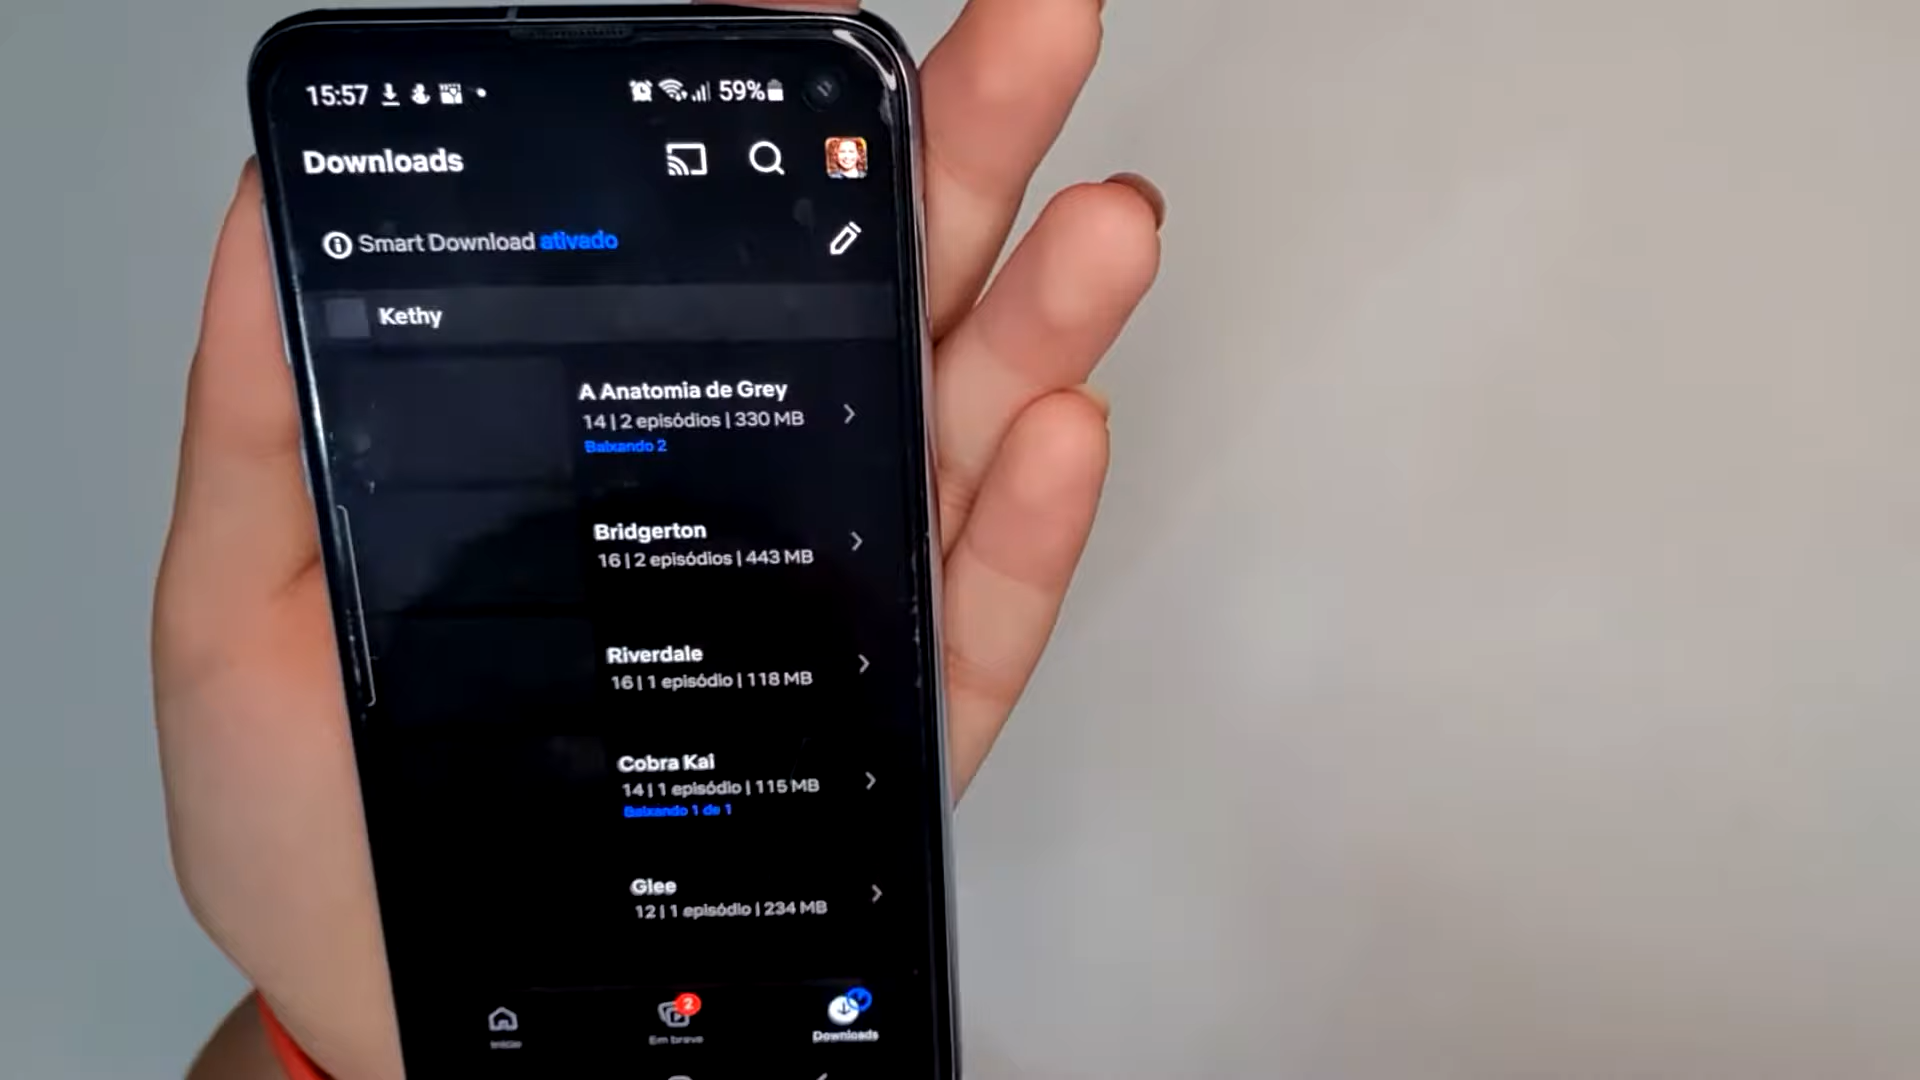 15:57 59%
Downloads
Smart Download ativado
Kethy
A Anatomia de Grey
14 | 2 episódios | 330 MB
Baixando 2
Bridgerton
16 | 2 episódios | 443 MB
Riverdale
16 | 1 episódio | 118 MB
Cobra Kai
14 | 1 episódio | 115 MB
Baixando 1 de 1
Glee
12 | 1 episódio | 234 MB
2
Início Em breve Downloads